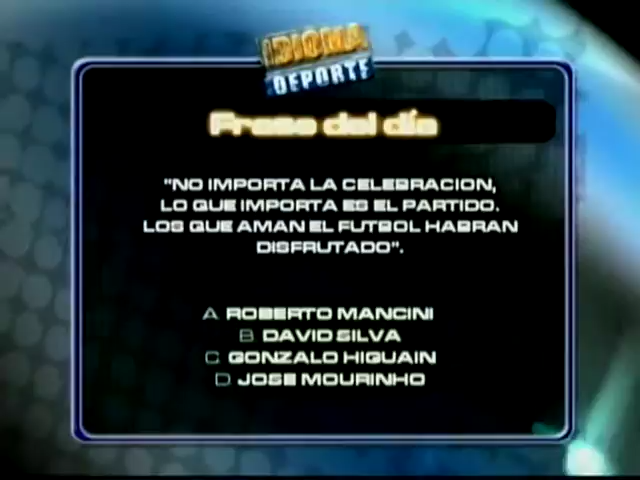 IDIOMA
DEPORTE
Frase del día
"NO IMPORTA LA CELEBRACION,
LO QUE IMPORTA ES EL PARTIDO.
LOS QUE AMAN EL FUTBOL HABRAN
DISFRUTADO".
A ROBERTO MANCINI
B DAVID SILVA
C GONZALO HIGUAIN
D JOSE MOURINHO